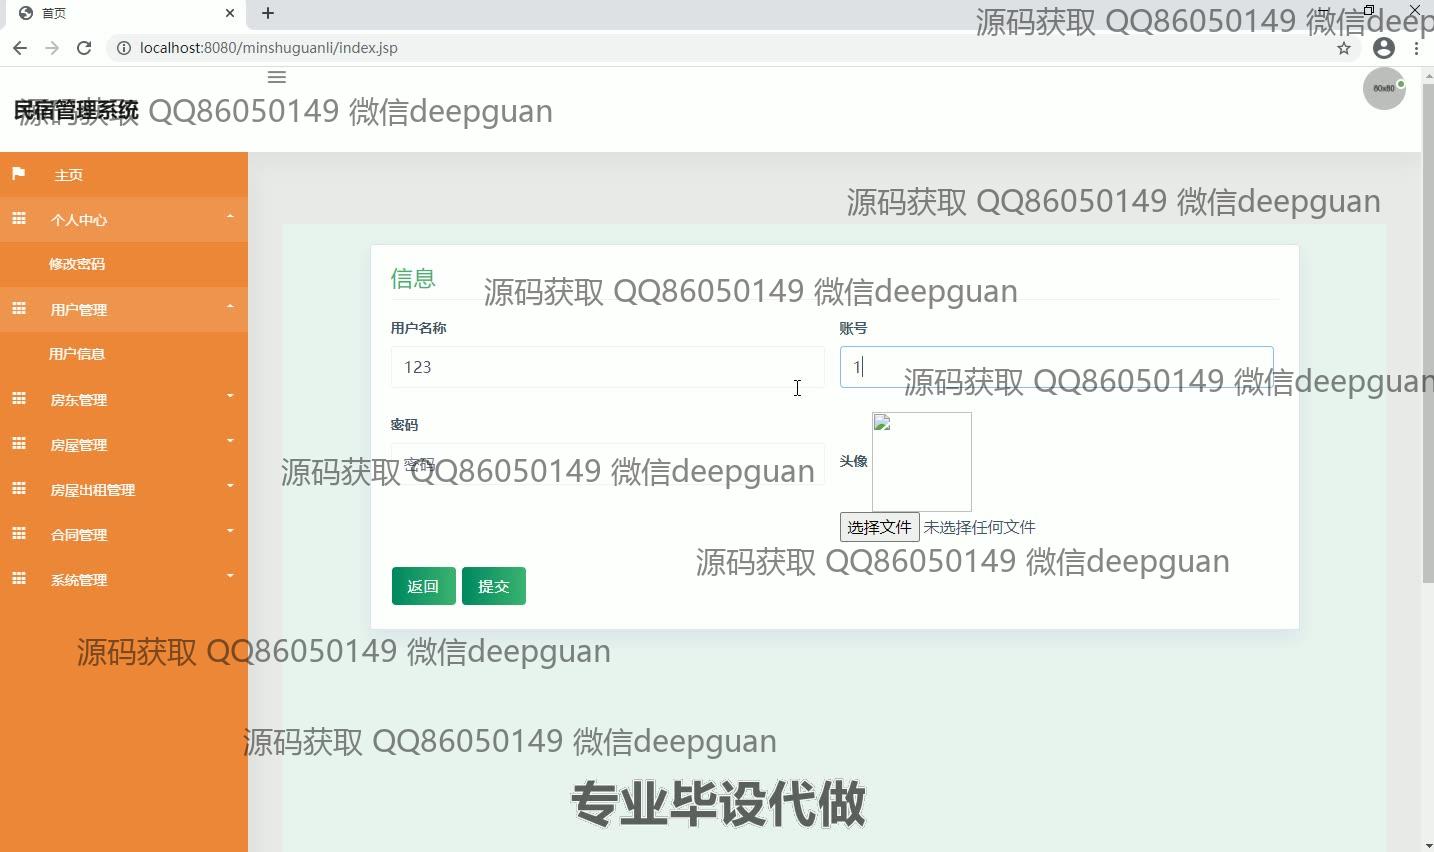 首页
localhost:8080/minshuguanli/index.jsp
源码获取 QQ86050149 微信deepguan
民宿管理系统
源码获取 QQ86050149 微信deepguan
60x60
主页
个人中心
修改密码
用户管理
用户信息
房东管理
房屋管理
房屋出租管理
合同管理
系统管理
源码获取 QQ86050149 微信deepguan
信息
源码获取 QQ86050149 微信deepguan
用户名称
账号
123
1
源码获取 QQ86050149 微信deepguan
密码
密码
头像
源码获取 QQ86050149 微信deepguan
选择文件 未选择任何文件
源码获取 QQ86050149 微信deepguan
返回
提交
源码获取 QQ86050149 微信deepguan
源码获取 QQ86050149 微信deepguan
专业毕设代做